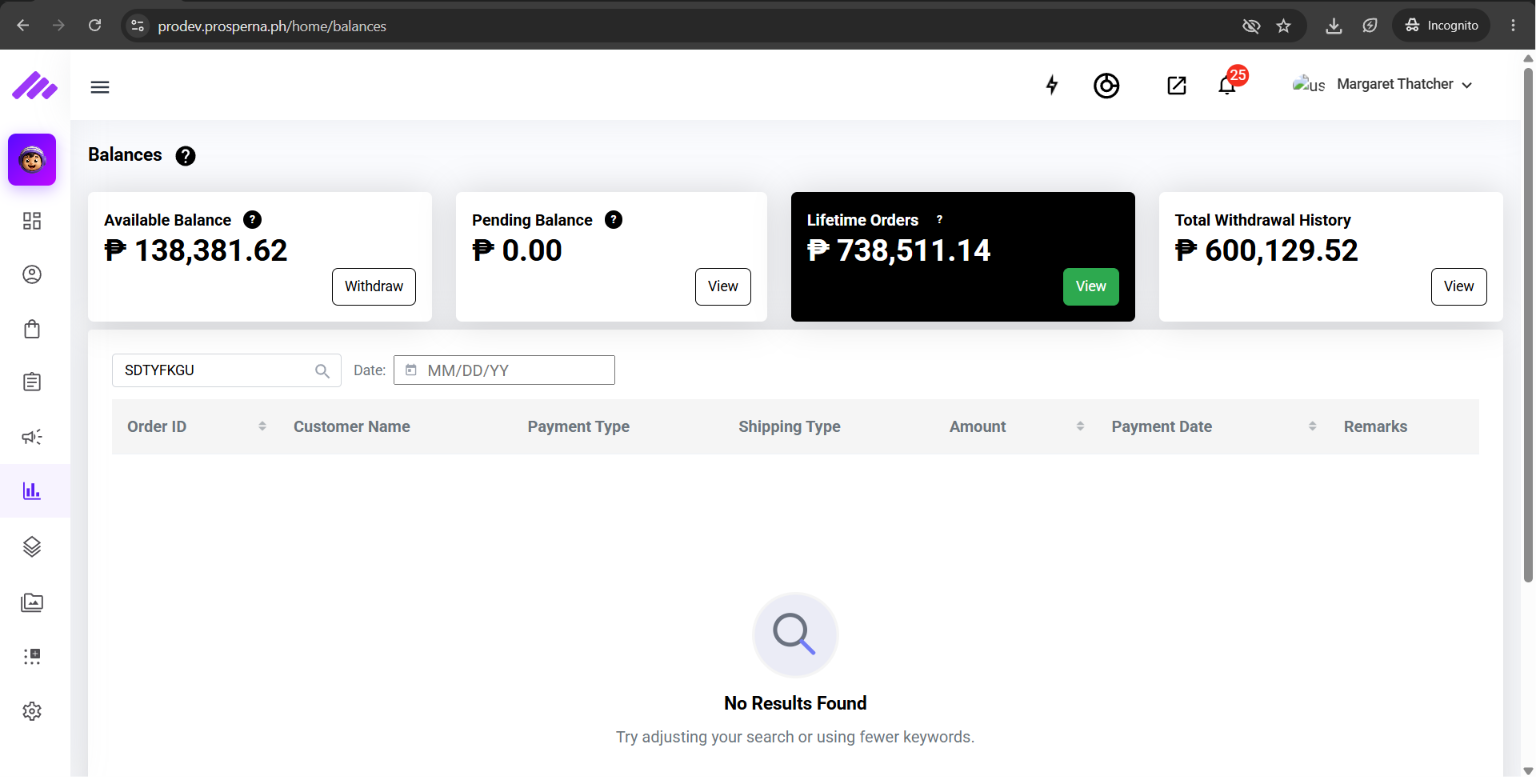 prodev.prosperna.ph/home/balances
Incognito
25
us
Margaret Thatcher
Balances ?
Available Balance ?
₱ 138,381.62
Withdraw
Pending Balance ?
₱ 0.00
View
Lifetime Orders ?
₱ 738,511.14
View
Total Withdrawal History
₱ 600,129.52
View
SDTYFKGU
Date: MM/DD/YY
Order ID Customer Name Payment Type Shipping Type Amount Payment Date Remarks
No Results Found
Try adjusting your search or using fewer keywords.